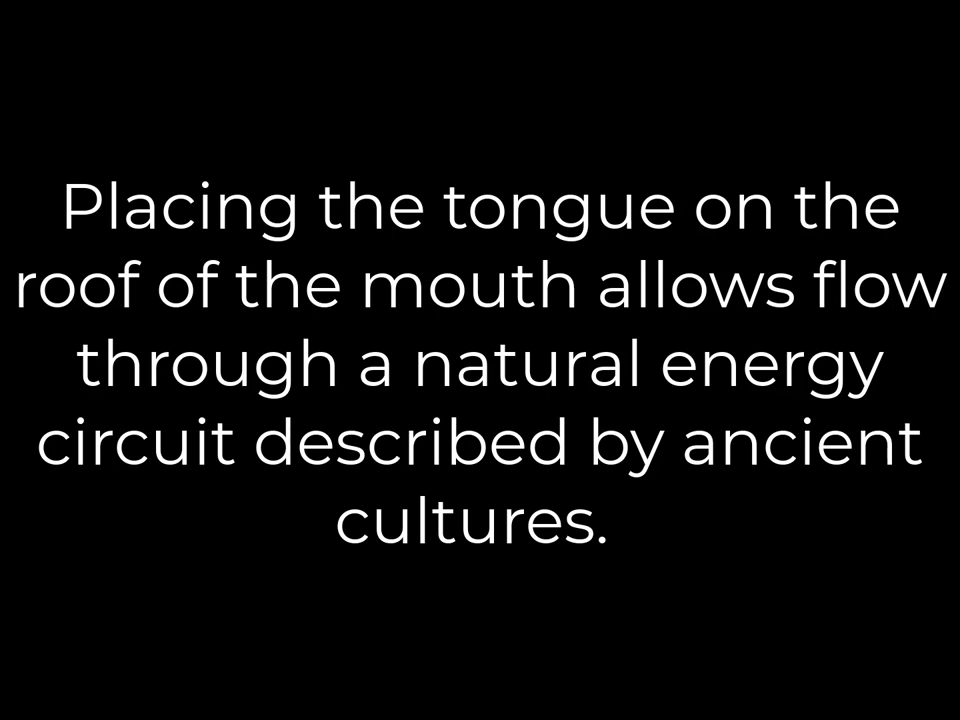 Placing the tongue on the
roof of the mouth allows flow
through a natural energy
circuit described by ancient
cultures.